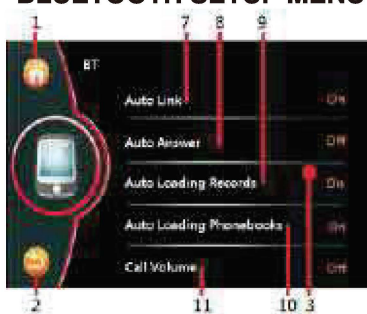 BLUETOOTH SETUP MENU
1 7 8 9
BT
Auto Link On
Auto Answer Off
Auto Loading Records On
Auto Loading Phonebooks On
Call Volume Off
2 11 10 3